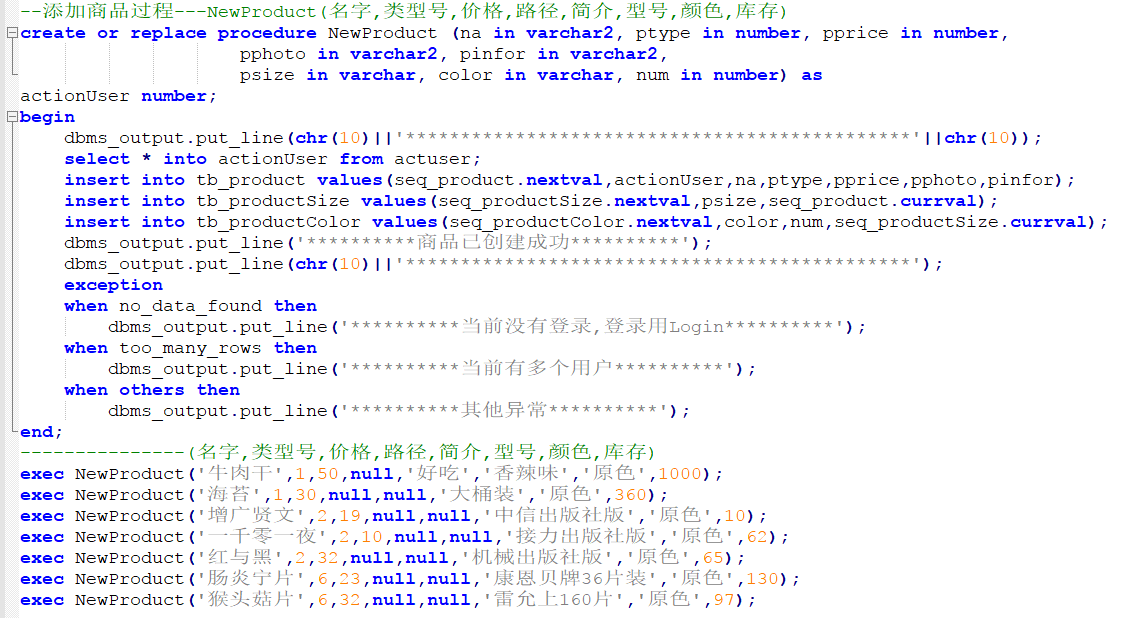 --添加商品过程---NewProduct(名字,类型号,价格,路径,简介,型号,颜色,库存)
create or replace procedure NewProduct (na in varchar2, ptype in number, pprice in number,
pphoto in varchar2, pinfor in varchar2,
psize in varchar, color in varchar, num in number) as
actionUser number;
begin
dbms_output.put_line(chr(10)||'**********************************************'||chr(10));
select * into actionUser from actuser;
insert into tb_product values(seq_product.nextval,actionUser,na,ptype,pprice,pphoto,pinfor);
insert into tb_productSize values(seq_productSize.nextval,psize,seq_product.currval);
insert into tb_productColor values(seq_productColor.nextval,color,num,seq_productSize.currval);
dbms_output.put_line('**********商品已创建成功**********');
dbms_output.put_line(chr(10)||'**********************************************');
exception
when no_data_found then
dbms_output.put_line('**********当前没有登录,登录用Login**********');
when too_many_rows then
dbms_output.put_line('**********当前有多个用户**********');
when others then
dbms_output.put_line('**********其他异常**********');
end;
---------------(名字,类型号,价格,路径,简介,型号,颜色,库存)
exec NewProduct('牛肉干',1,50,null,'好吃','香辣味','原色',1000);
exec NewProduct('海苔',1,30,null,null,'大桶装','原色',360);
exec NewProduct('增广贤文',2,19,null,null,'中信出版社版','原色',10);
exec NewProduct('一千零一夜',2,10,null,null,'接力出版社版','原色',62);
exec NewProduct('红与黑',2,32,null,null,'机械出版社版','原色',65);
exec NewProduct('肠炎宁片',6,23,null,null,'康恩贝牌36片装','原色',130);
exec NewProduct('猴头菇片',6,32,null,null,'雷允上160片','原色',97);